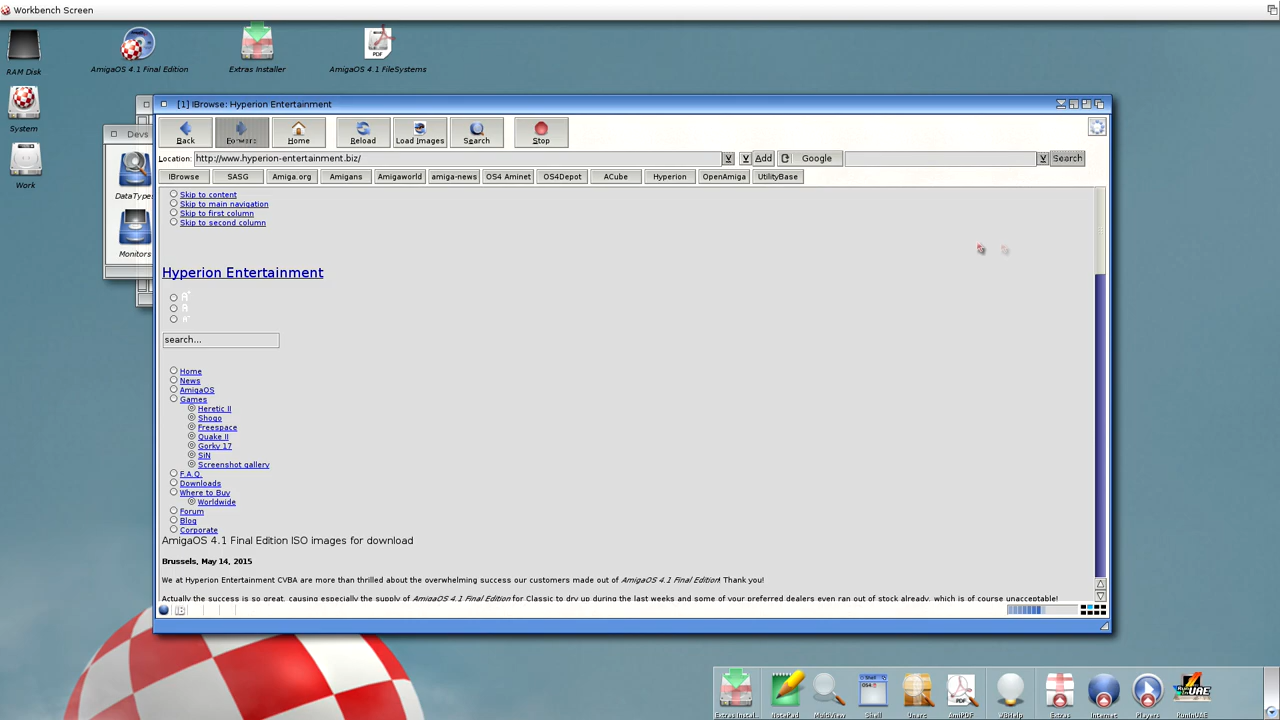 Workbench Screen
RAM Disk
AmigaOS 4.1 Final Edition
Extras Installer
PDF
AmigaOS 4.1 FileSystems
System
Work
Devs
DataTypes
Monitors
[1] IBrowse: Hyperion Entertainment
Back
Forward
Home
Reload
Load Images
Search
Stop
Location: http://www.hyperion-entertainment.biz/ Add Google Search
IBrowse SASG Amiga.org Amigans Amigaworld amiga-news OS4 Aminet OS4Depot ACube Hyperion OpenAmiga UtilityBase
Skip to content
Skip to main navigation
Skip to first column
Skip to second column
Hyperion Entertainment
A+
A
A-
search...
Home
News
AmigaOS
Games
Heretic II
Shogo
Freespace
Quake II
Gorky 17
SiN
Screenshot gallery
F.A.Q.
Downloads
Where to Buy
Worldwide
Forum
Blog
Corporate
AmigaOS 4.1 Final Edition ISO images for download
Brussels, May 14, 2015
We at Hyperion Entertainment CVBA are more than thrilled about the overwhelming success our customers made out of AmigaOS 4.1 Final Edition! Thank you!
Actually the success is so great, causing especially the supply of AmigaOS 4.1 Final Edition for Classic to dry up during the last weeks and some of your preferred dealers even ran out of stock already, which is of course unacceptable!
Extras Instal...
NotePad
MultiView
Shell
Unarc
AmiPDF
WBHelp
Extras
Internet
Players
RunInUAE